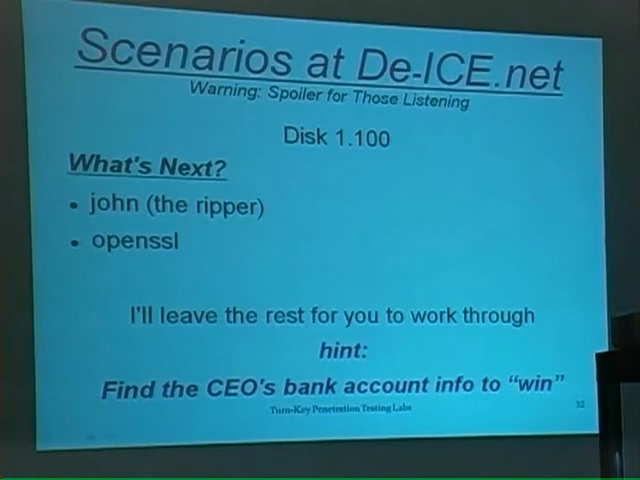 Scenarios at De-ICE.net
Warning: Spoiler for Those Listening
Disk 1.100
What's Next?
• john (the ripper)
• openssl
I'll leave the rest for you to work through
hint:
Find the CEO's bank account info to “win”
Turn-Key Penetration Testing Labs
32